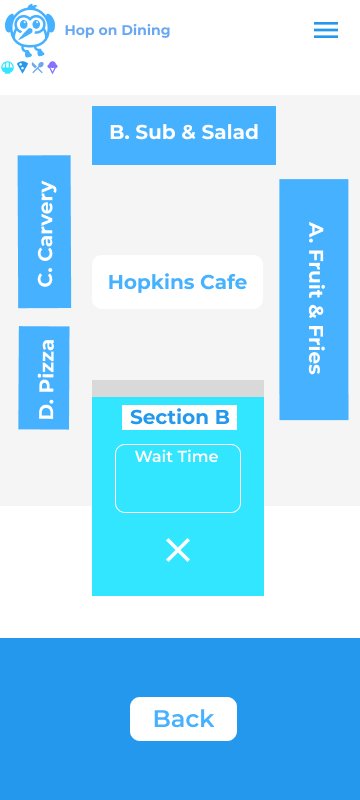 Hop on Dining
B. Sub & Salad
C. Carvery
A. Fruit & Fries
Hopkins Cafe
D. Pizza
Section B
Wait Time
Back